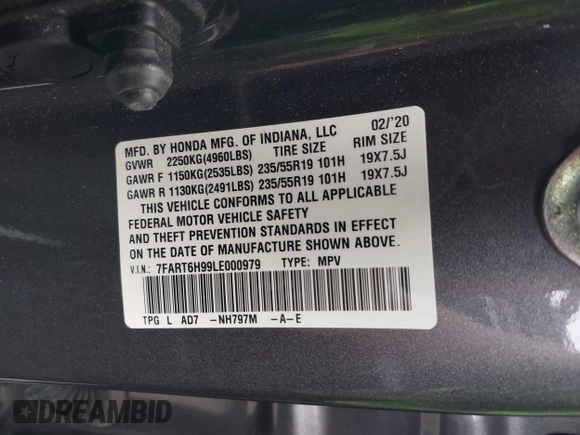 MFD. BY HONDA MFG. OF INDIANA, LLC 02/'20
GVWR 2250KG(4960LBS) TIRE SIZE RIM SIZE
GAWR F 1150KG(2535LBS) 235/55R19 101H 19X7.5J
GAWR R 1130KG(2491LBS) 235/55R19 101H 19X7.5J
THIS VEHICLE CONFORMS TO ALL APPLICABLE
FEDERAL MOTOR VEHICLE SAFETY
AND THEFT PREVENTION STANDARDS IN EFFECT
ON THE DATE OF MANUFACTURE SHOWN ABOVE.
V.I.N.: 7FART6H99LE000979 TYPE: MPV
TPG L AD7 -NH797M -A-E
DREAMBID